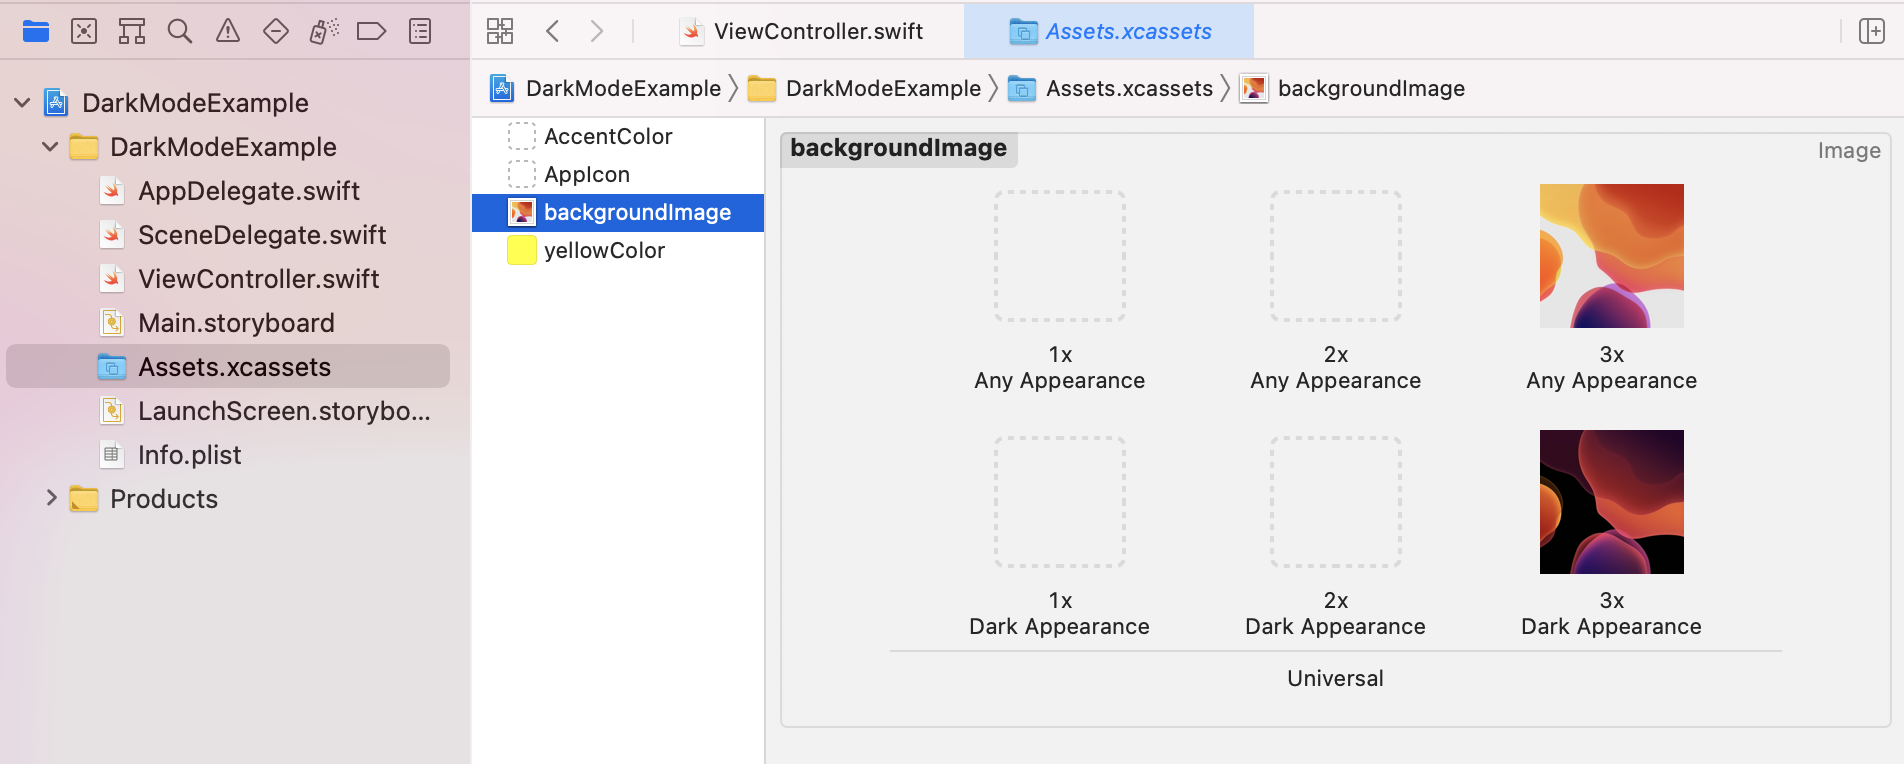 ViewController.swift
Assets.xcassets
DarkModeExample
DarkModeExample
AppDelegate.swift
SceneDelegate.swift
ViewController.swift
Main.storyboard
Assets.xcassets
LaunchScreen.storybo...
Info.plist
Products
DarkModeExample DarkModeExample Assets.xcassets backgroundImage
AccentColor
AppIcon
backgroundImage
yellowColor
backgroundImage
Image
1x
Any Appearance
2x
Any Appearance
3x
Any Appearance
1x
Dark Appearance
2x
Dark Appearance
3x
Dark Appearance
Universal